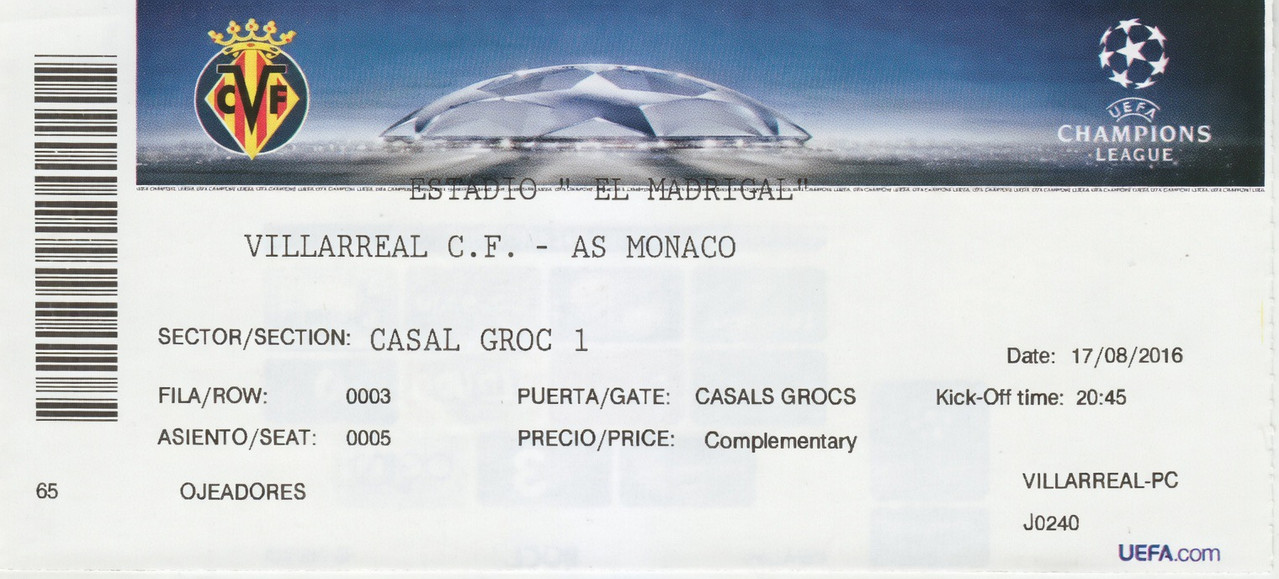 CVF
UEFA
CHAMPIONS
LEAGUE
ESTADIO " EL MADRIGAL"
VILLARREAL C.F. - AS MONACO
SECTOR/SECTION: CASAL GROC 1
Date: 17/08/2016
FILA/ROW: 0003 PUERTA/GATE: CASALS GROCS Kick-Off time: 20:45
ASIENTO/SEAT: 0005 PRECIO/PRICE: Complementary
65 OJEADORES VILLARREAL-PC
J0240
UEFA.com